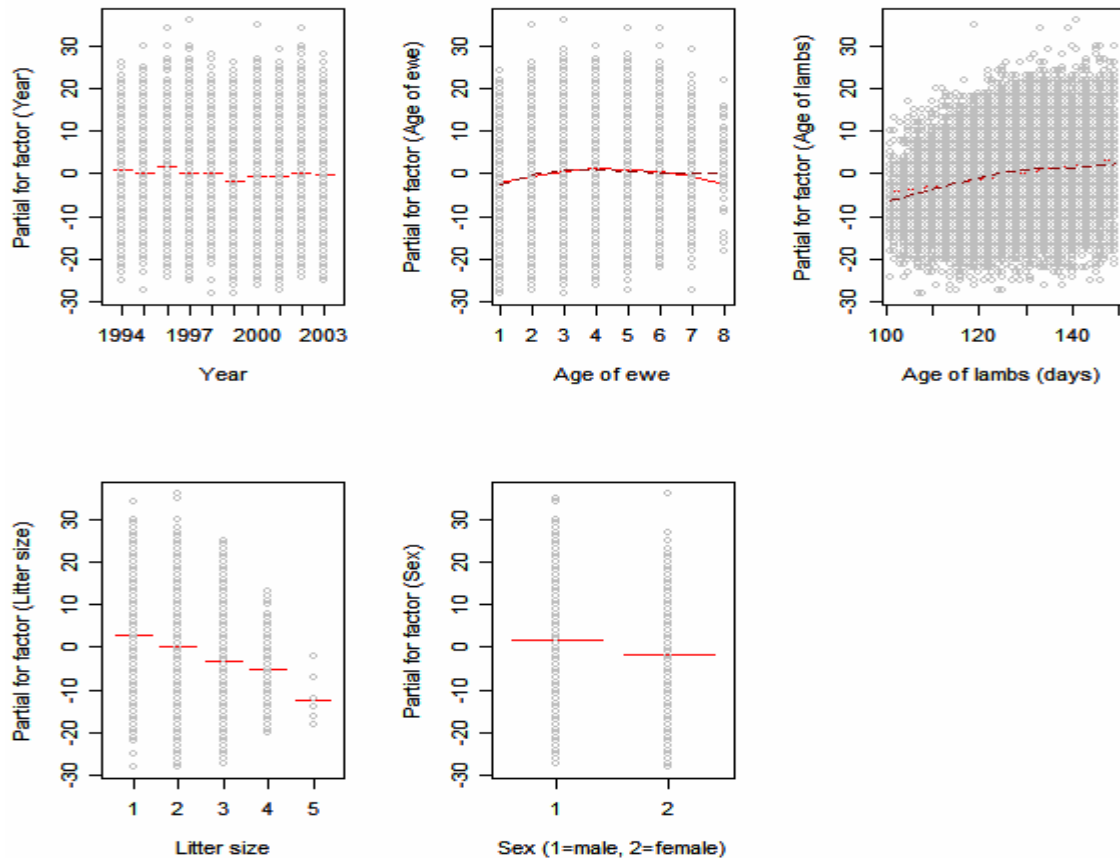 Partial for factor (Year)
30
20
10
0
-10
-20
-30
1994 1997 2000 2003
Year
Partial for factor (Age of ewe)
30
20
10
0
-10
-20
-30
1 2 3 4 5 6 7 8
Age of ewe
Partial for factor (Age of lambs)
30
20
10
0
-10
-20
-30
100 120 140
Age of lambs (days)
Partial for factor (Litter size)
30
20
10
0
-10
-20
-30
1 2 3 4 5
Litter size
Partial for factor (Sex)
30
20
10
0
-10
-20
-30
1 2
Sex (1=male, 2=female)